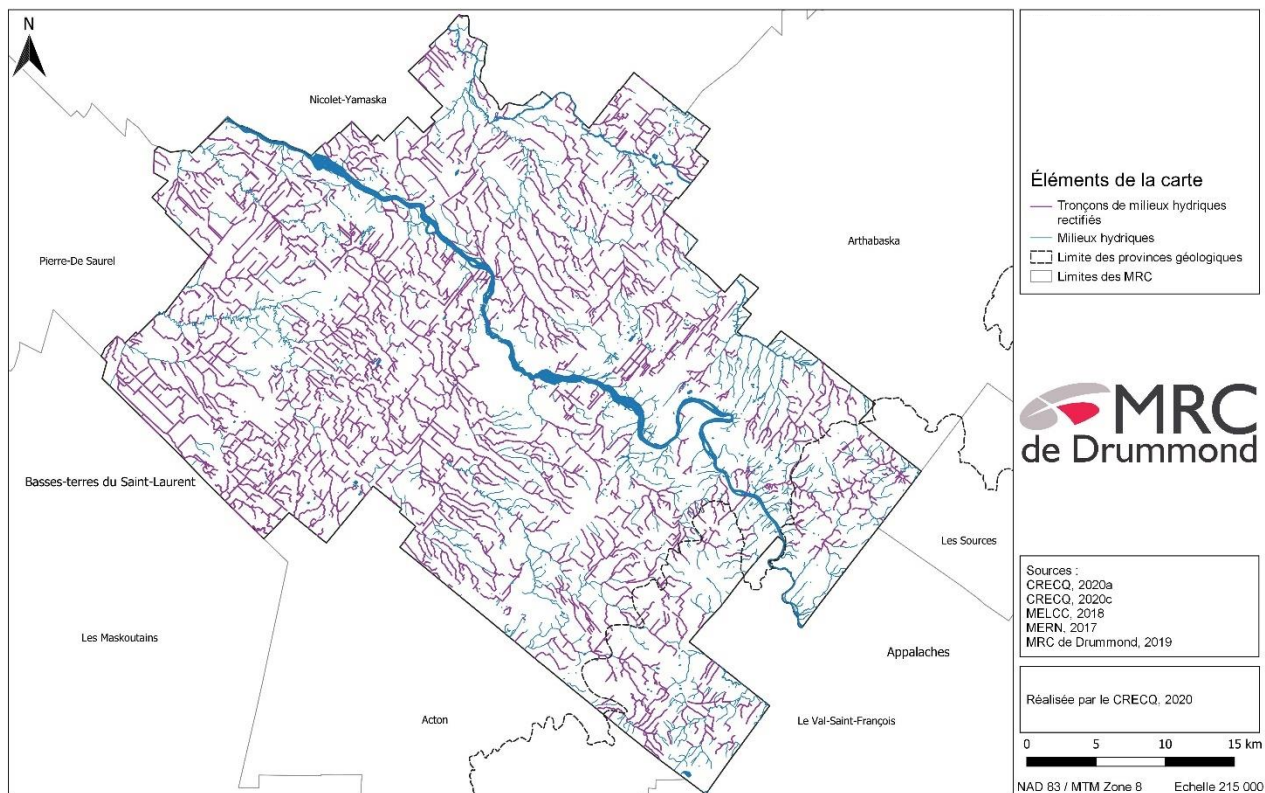 N
Nicolet-Yamaska
Arthabaska
Pierre-De Saurel
Basses-terres du Saint-Laurent
Les Sources
Les Maskoutains
Appalaches
Acton
Le Val-Saint-François
Éléments de la carte
Tronçons de milieux hydriques
rectifiés
Milieux hydriques
Limite des provinces géologiques
Limites des MRC
MRC
de Drummond
Sources :
CRECQ, 2020a
CRECQ, 2020c
MELCC, 2018
MERN, 2017
MRC de Drummond, 2019
Réalisée par le CRECQ, 2020
0 5 10 15 km
NAD 83 / MTM Zone 8 Echelle 215 000